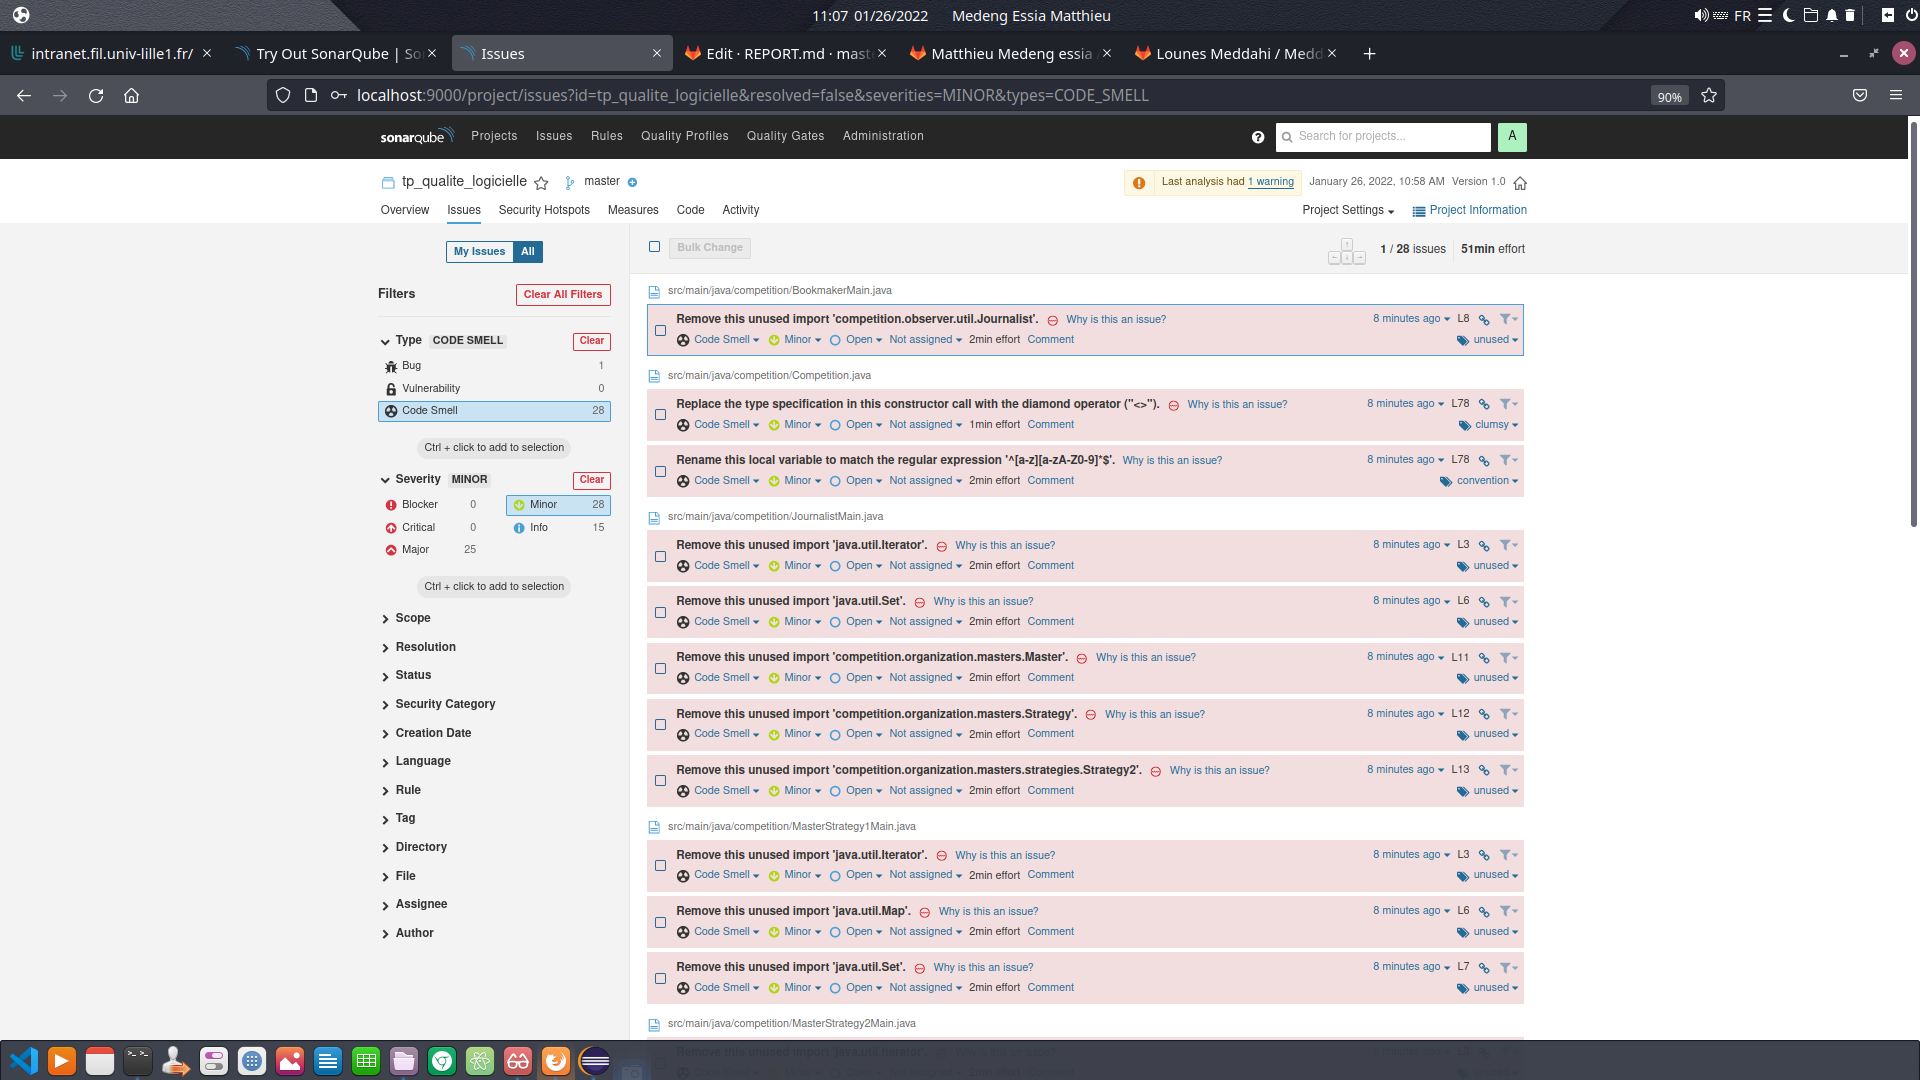 11:07 01/26/2022 Medeng Essia Matthieu
FR
intranet.fil.univ-lille1.fr/
Try Out SonarQube | So
Issues
Edit · REPORT.md · mast
Matthieu Medeng essia
Lounes Meddahi / Medd
localhost:9000/project/issues?id=tp_qualite_logicielle&resolved=false&severities=MINOR&types=CODE_SMELL
90%
sonarqube Projects Issues Rules Quality Profiles Quality Gates Administration
Search for projects...
A
tp_qualite_logicielle master
Last analysis had 1 warning January 26, 2022, 10:58 AM Version 1.0
Overview Issues Security Hotspots Measures Code Activity
Project Settings Project Information
My Issues All
Bulk Change
1 / 28 issues 51min effort
Filters Clear All Filters
Type CODE SMELL Clear
Bug 1
Vulnerability 0
Code Smell 28
Ctrl + click to add to selection
Severity MINOR Clear
Blocker 0 Minor 28
Critical 0 Info 15
Major 25
Ctrl + click to add to selection
Scope
Resolution
Status
Security Category
Creation Date
Language
Rule
Tag
Directory
File
Assignee
Author
src/main/java/competition/BookmakerMain.java
Remove this unused import 'competition.observer.util.Journalist'. Why is this an issue? 8 minutes ago L8
Code Smell Minor Open Not assigned 2min effort Comment unused
src/main/java/competition/Competition.java
Replace the type specification in this constructor call with the diamond operator ("<>"). Why is this an issue? 8 minutes ago L78
Code Smell Minor Open Not assigned 1min effort Comment clumsy
Rename this local variable to match the regular expression '^[a-z][a-zA-Z0-9]*$'. Why is this an issue? 8 minutes ago L78
Code Smell Minor Open Not assigned 2min effort Comment convention
src/main/java/competition/JournalistMain.java
Remove this unused import 'java.util.Iterator'. Why is this an issue? 8 minutes ago L3
Code Smell Minor Open Not assigned 2min effort Comment unused
Remove this unused import 'java.util.Set'. Why is this an issue? 8 minutes ago L6
Code Smell Minor Open Not assigned 2min effort Comment unused
Remove this unused import 'competition.organization.masters.Master'. Why is this an issue? 8 minutes ago L11
Code Smell Minor Open Not assigned 2min effort Comment unused
Remove this unused import 'competition.organization.masters.Strategy'. Why is this an issue? 8 minutes ago L12
Code Smell Minor Open Not assigned 2min effort Comment unused
Remove this unused import 'competition.organization.masters.strategies.Strategy2'. Why is this an issue? 8 minutes ago L13
Code Smell Minor Open Not assigned 2min effort Comment unused
src/main/java/competition/MasterStrategy1Main.java
Remove this unused import 'java.util.Iterator'. Why is this an issue? 8 minutes ago L3
Code Smell Minor Open Not assigned 2min effort Comment unused
Remove this unused import 'java.util.Map'. Why is this an issue? 8 minutes ago L6
Code Smell Minor Open Not assigned 2min effort Comment unused
Remove this unused import 'java.util.Set'. Why is this an issue? 8 minutes ago L7
Code Smell Minor Open Not assigned 2min effort Comment unused
src/main/java/competition/MasterStrategy2Main.java
Remove this unused import 'java.util.Iterator'.